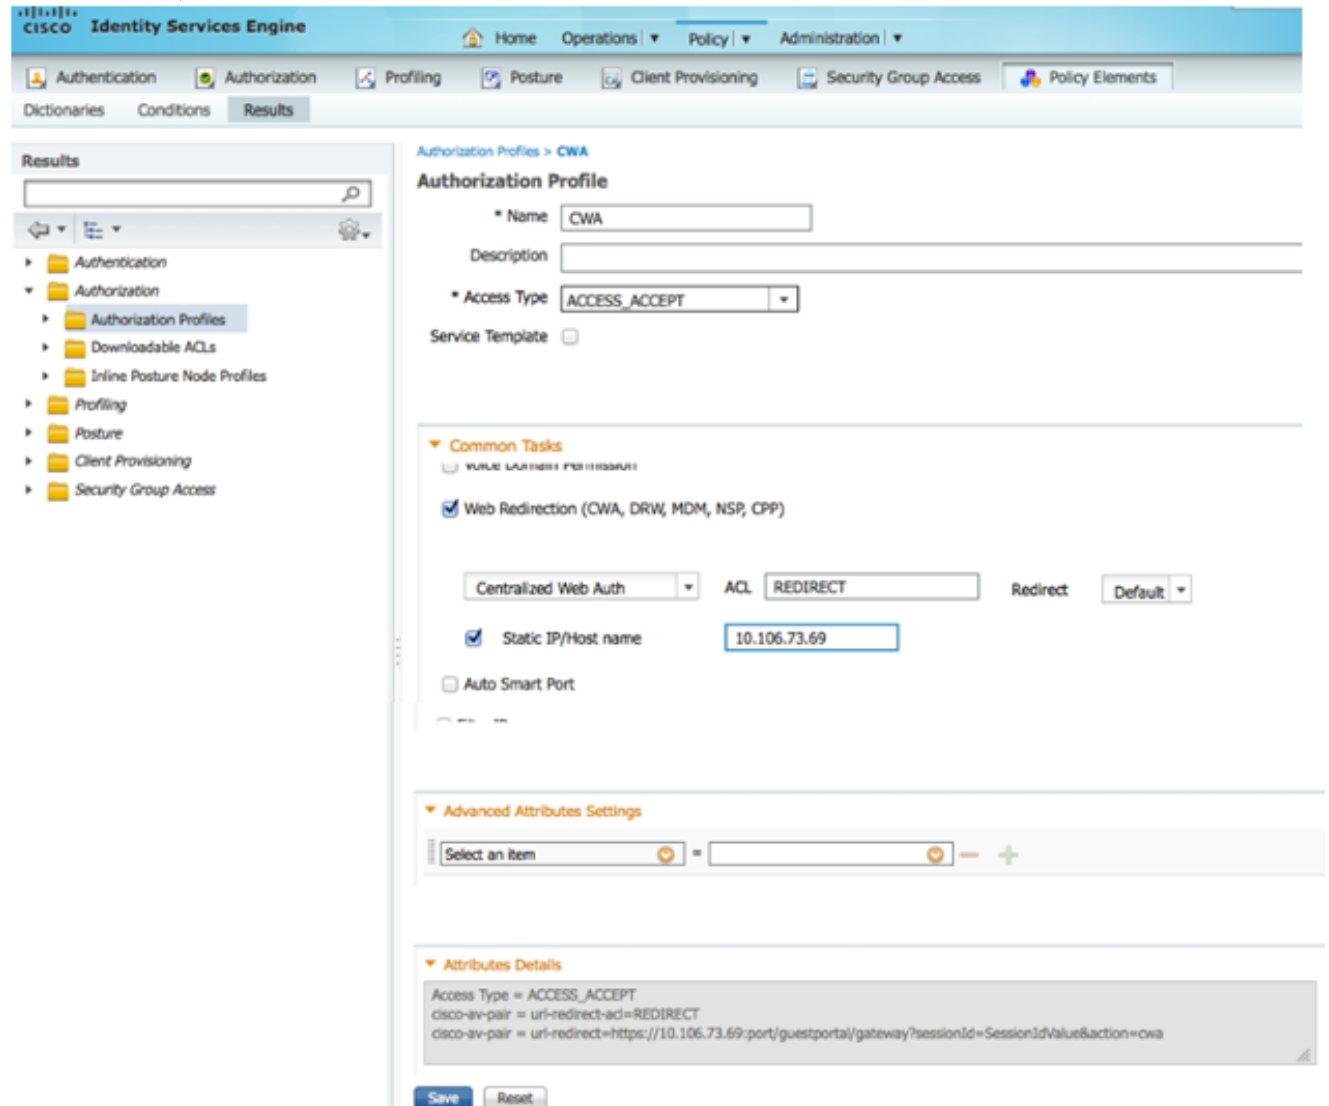 CISCO Identity Services Engine
Home Operations Policy Administration
Authentication Authorization Profiling Posture Client Provisioning Security Group Access Policy Elements
Dictionaries Conditions Results
Results
Authentication
Authorization
Authorization Profiles
Downloadable ACLs
Inline Posture Node Profiles
Profiling
Posture
Client Provisioning
Security Group Access
Authorization Profiles > CWA
Authorization Profile
* Name CWA
Description
* Access Type ACCESS_ACCEPT
Service Template
Common Tasks
Voice Domain Permission
Web Redirection (CWA, DRW, MDM, NSP, CPP)
Centralized Web Auth ACL REDIRECT Redirect Default
Static IP/Host name 10.106.73.69
Auto Smart Port
Advanced Attributes Settings
Select an item =
Attributes Details
Access Type = ACCESS_ACCEPT
cisco-av-pair = url-redirect-acl=REDIRECT
cisco-av-pair = url-redirect=https://10.106.73.69:port/guestportal/gateway?sessionId=SessionIdValue&action=cwa
Save Reset